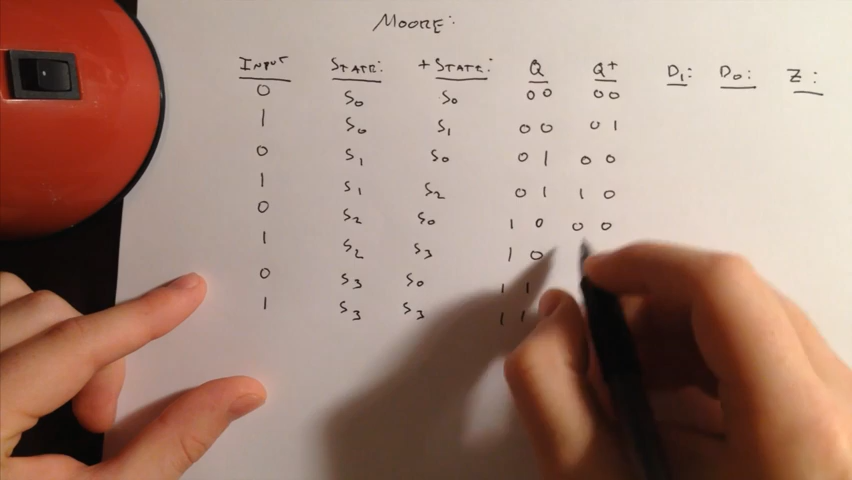 MOORE:
INPUT STATE: +STATE: Q Q+ D1: D0: Z:
0 S0 S0 00 00
1 S0 S1 00 01
0 S1 S0 01 00
1 S1 S2 01 10
0 S2 S0 10 00
1 S2 S3 10
0 S3 S0 11
1 S3 S3 11